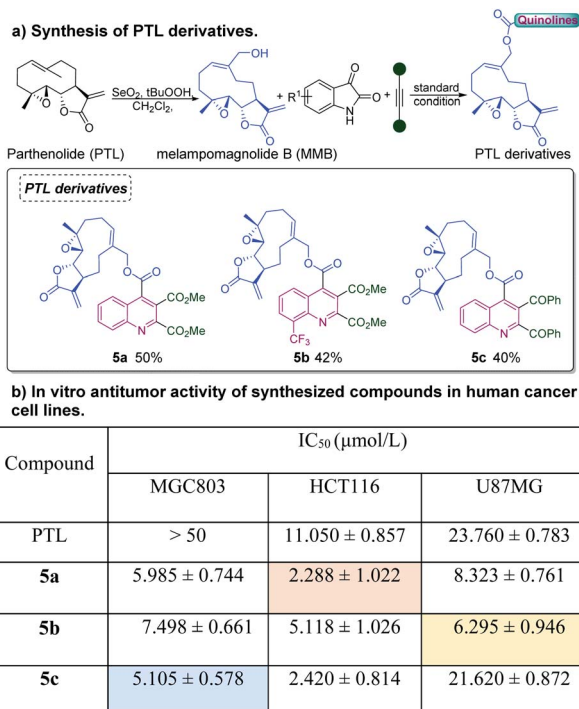 a) Synthesis of PTL derivatives.
Quinolines
O
O
OH
O
O
SeO2, tBuOOH,
CH2Cl2,
+ R1
O
O
N
H
+
standard
condition
O
O
O
O
O
O
O
O
O
Parthenolide (PTL)
melampomagnolide B (MMB)
PTL derivatives
PTL derivatives
O
O
O
O
O
CO2Me
N
CO2Me
5a 50%
O
O
O
O
O
CO2Me
N
CO2Me
CF3
5b 42%
O
O
O
O
O
COPh
N
COPh
5c 40%
b) In vitro antitumor activity of synthesized compounds in human cancer
cell lines.
Compound
IC50 (μmol/L)
MGC803 HCT116 U87MG
PTL > 50 11.050 ± 0.857 23.760 ± 0.783
5a 5.985 ± 0.744 2.288 ± 1.022 8.323 ± 0.761
5b 7.498 ± 0.661 5.118 ± 1.026 6.295 ± 0.946
5c 5.105 ± 0.578 2.420 ± 0.814 21.620 ± 0.872